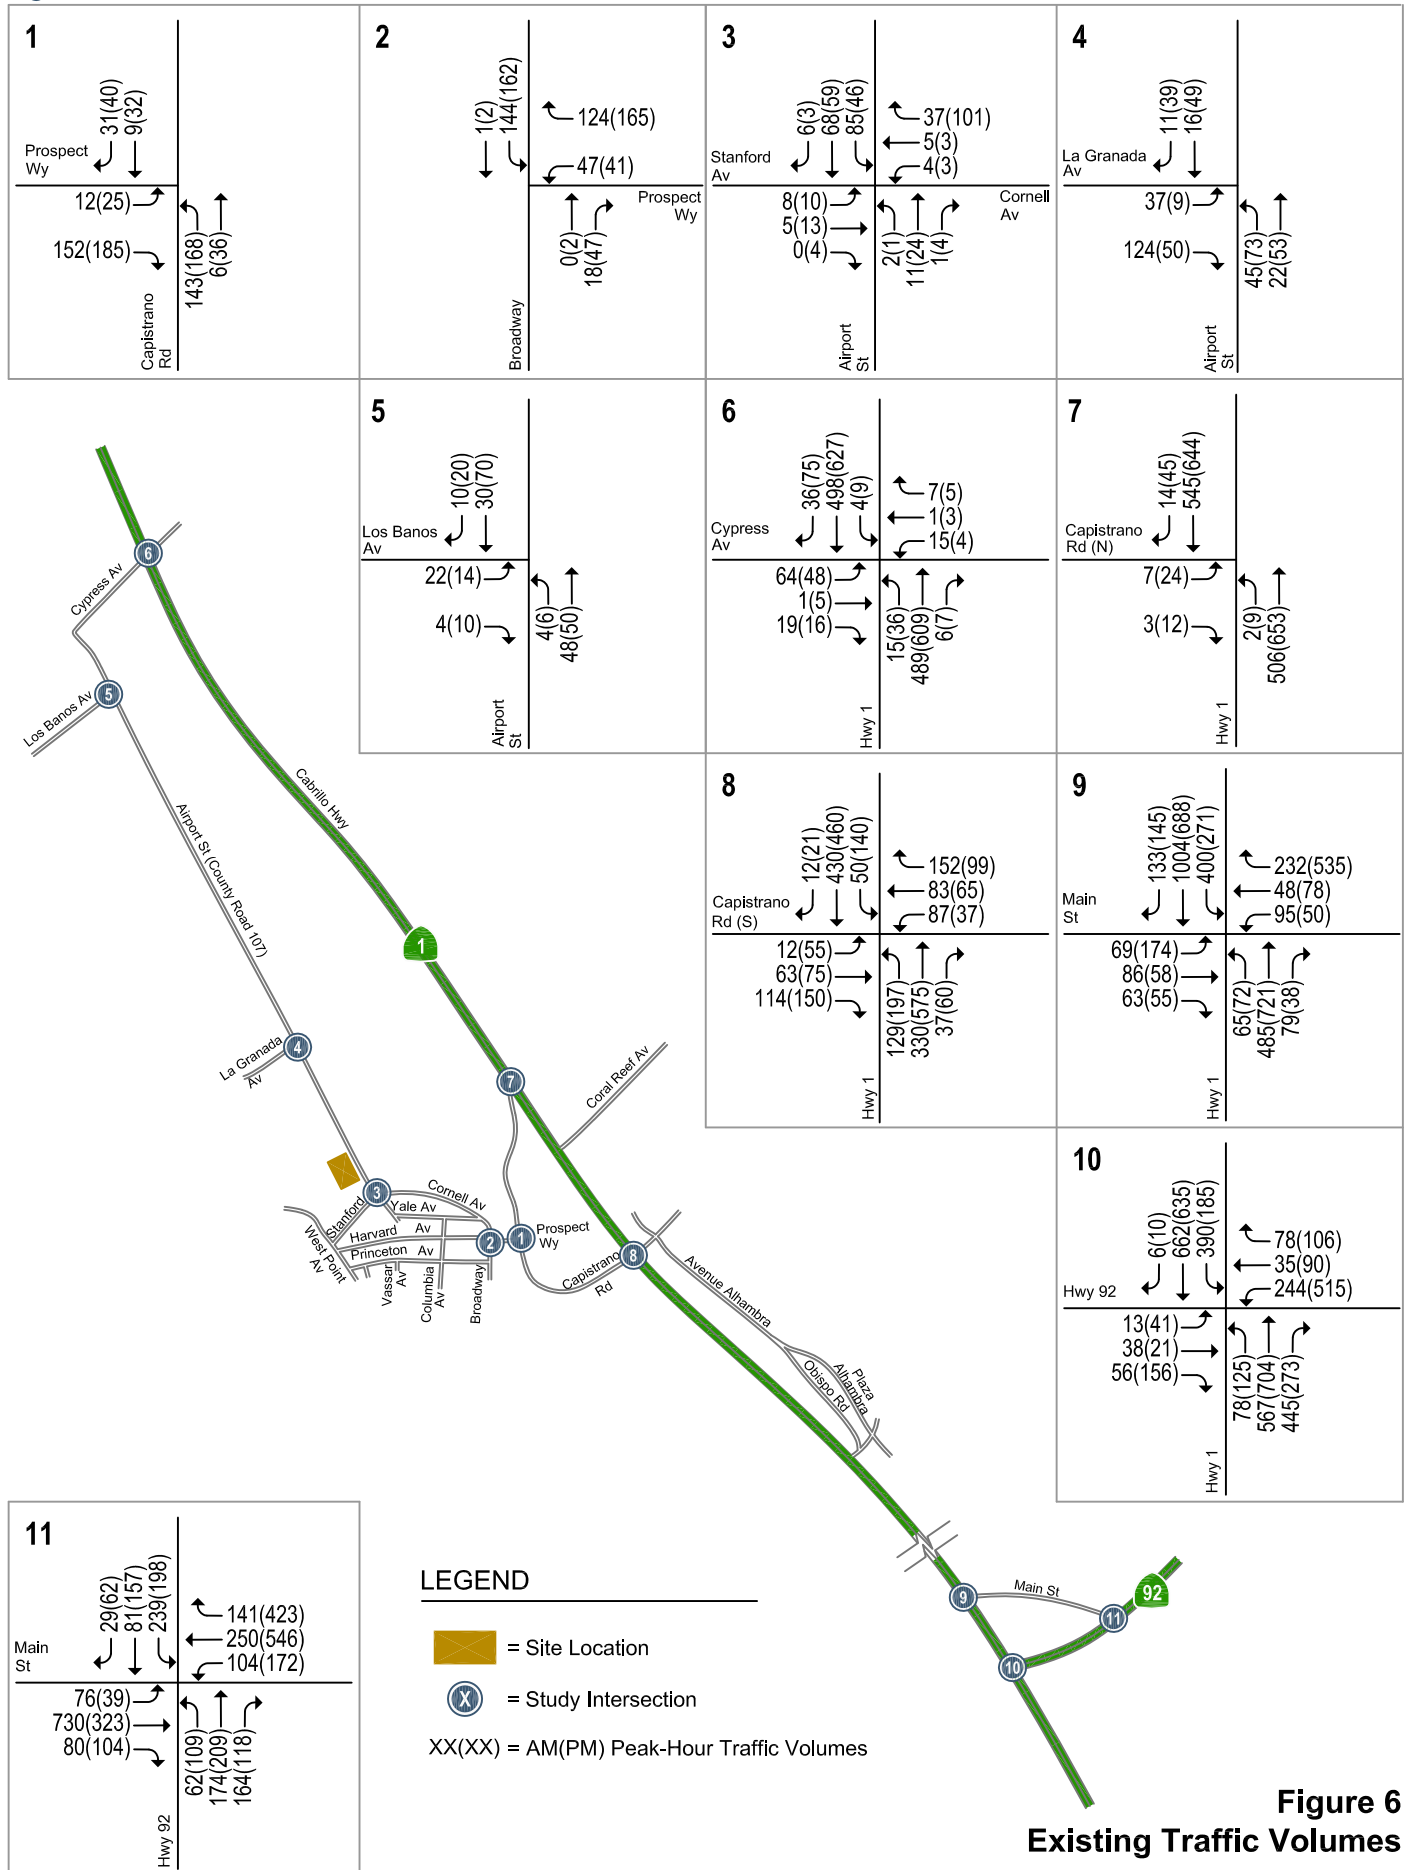 1
31(40)
9(32)
Prospect
Wy
12(25)
152(185)
143(168)
6(36)
Capistrano
Rd
2
1(2)
144(162)
124(165)
47(41)
Prospect
Wy
0(2)
18(47)
Broadway
3
6(3)
68(59)
85(46)
37(101)
5(3)
4(3)
Stanford
Av
Cornell
Av
8(10)
5(13)
0(4)
2(1)
11(24)
1(4)
Airport
St
4
11(39)
16(49)
La Granada
Av
37(9)
124(50)
45(73)
22(53)
Airport
St
5
10(20)
30(70)
Los Banos
Av
22(14)
4(10)
4(6)
48(50)
Airport
St
6
36(75)
498(627)
4(9)
7(5)
1(3)
15(4)
Cypress
Av
64(48)
1(5)
19(16)
15(36)
489(609)
6(7)
Hwy 1
7
14(45)
545(644)
Capistrano
Rd (N)
7(24)
3(12)
2(9)
506(653)
Hwy 1
8
12(21)
430(460)
50(140)
152(99)
83(65)
87(37)
Capistrano
Rd (S)
12(55)
63(75)
114(150)
129(197)
330(575)
37(60)
Hwy 1
9
133(145)
1004(688)
400(271)
232(535)
48(78)
95(50)
Main
St
69(174)
86(58)
63(55)
65(72)
485(721)
79(38)
Hwy 1
10
6(10)
662(635)
390(185)
78(106)
35(90)
244(515)
Hwy 92
13(41)
38(21)
56(156)
78(125)
567(704)
445(273)
Hwy 1
11
29(62)
81(157)
239(198)
141(423)
250(546)
104(172)
Main
St
76(39)
730(323)
80(104)
62(109)
174(209)
164(118)
Hwy 92
6
Cypress Av
5
Los Banos Av
Cabrillo Hwy
Airport St (County Road 107)
1
4
La Granada
Av
7
Coral Reef Av
3
Cornell Av
Stanford
Yale Av
Harvard Av
Princeton Av
West Point
Av
Vassar
Av
Columbia
Av
Broadway
2
1
Prospect
Wy
Capistrano
Rd
8
Avenue Alhambra
Obispo Rd
Plaza
Alhambra
9
Main St
11
92
10
LEGEND
= Site Location
X = Study Intersection
XX(XX) = AM(PM) Peak-Hour Traffic Volumes
Figure 6
Existing Traffic Volumes